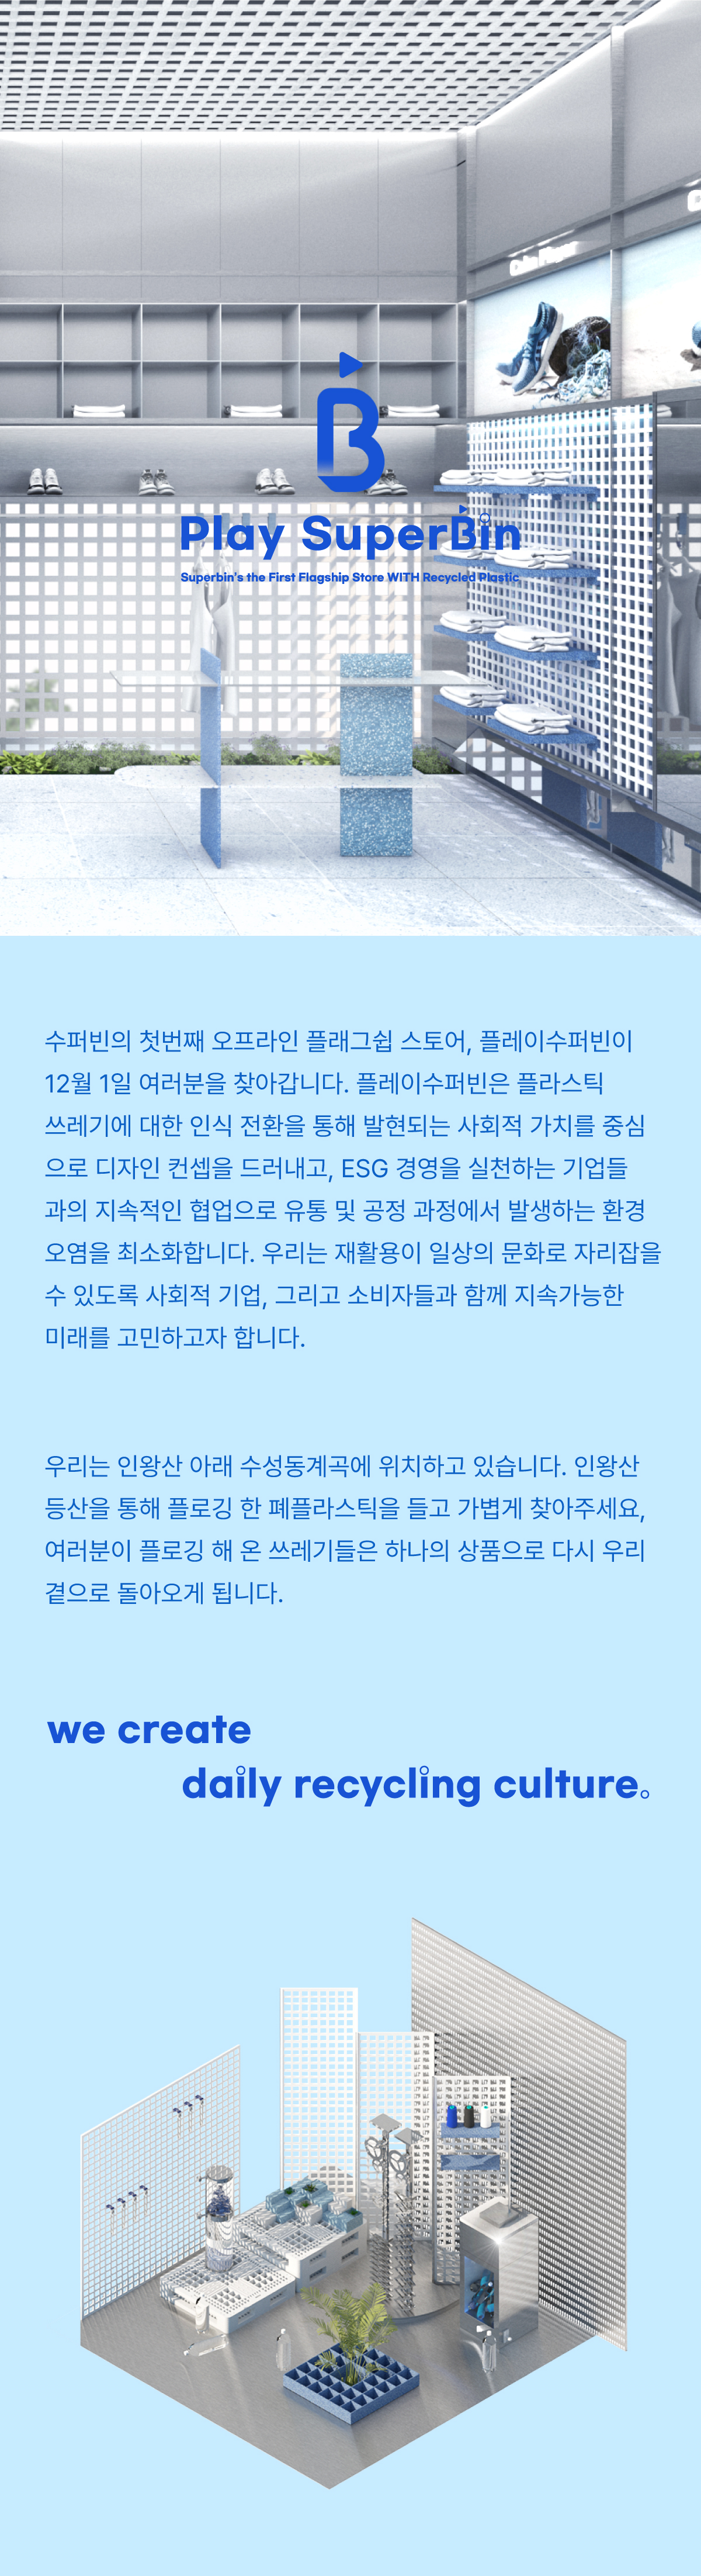 B
Play SuperBin
Superbin's the First Flagship Store WITH Recycled Plastic
수퍼빈의 첫번째 오프라인 플래그쉽 스토어, 플레이수퍼빈이
12월 1일 여러분을 찾아갑니다. 플레이수퍼빈은 플라스틱
쓰레기에 대한 인식 전환을 통해 발현되는 사회적 가치를 중심
으로 디자인 컨셉을 드러내고, ESG 경영을 실천하는 기업들
과의 지속적인 협업으로 유통 및 공정 과정에서 발생하는 환경
오염을 최소화합니다. 우리는 재활용이 일상의 문화로 자리잡을
수 있도록 사회적 기업, 그리고 소비자들과 함께 지속가능한
미래를 고민하고자 합니다.
우리는 인왕산 아래 수성동계곡에 위치하고 있습니다. 인왕산
등산을 통해 플로깅 한 폐플라스틱을 들고 가볍게 찾아주세요,
여러분이 플로깅 해 온 쓰레기들은 하나의 상품으로 다시 우리
곁으로 돌아오게 됩니다.
we create
daily recycling culture.